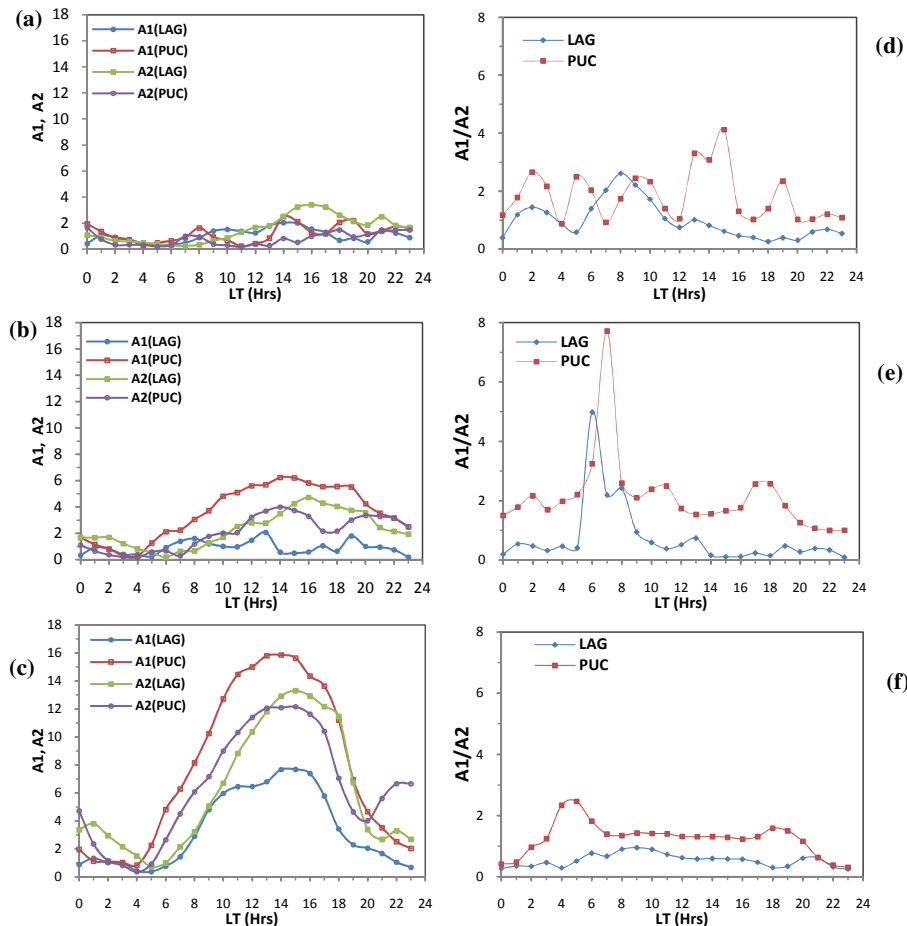 (a)
18
16
14
12
10
8
6
4
2
0
A1, A2
A1(LAG)
A1(PUC)
A2(LAG)
A2(PUC)
0 2 4 6 8 10 12 14 16 18 20 22 24
LT (Hrs)
(d)
8
6
4
2
0
A1/A2
LAG
PUC
0 2 4 6 8 10 12 14 16 18 20 22 24
LT (Hrs)
(b)
18
16
14
12
10
8
6
4
2
0
A1, A2
A1(LAG)
A1(PUC)
A2(LAG)
A2(PUC)
0 2 4 6 8 10 12 14 16 18 20 22 24
LT (Hrs)
(e)
8
6
4
2
0
A1/A2
LAG
PUC
0 2 4 6 8 10 12 14 16 18 20 22 24
LT (Hrs)
(c)
18
16
14
12
10
8
6
4
2
0
A1, A2
A1(LAG)
A1(PUC)
A2(LAG)
A2(PUC)
0 2 4 6 8 10 12 14 16 18 20 22 24
LT (Hrs)
(f)
8
6
4
2
0
A1/A2
LAG
PUC
0 2 4 6 8 10 12 14 16 18 20 22 24
LT (Hrs)